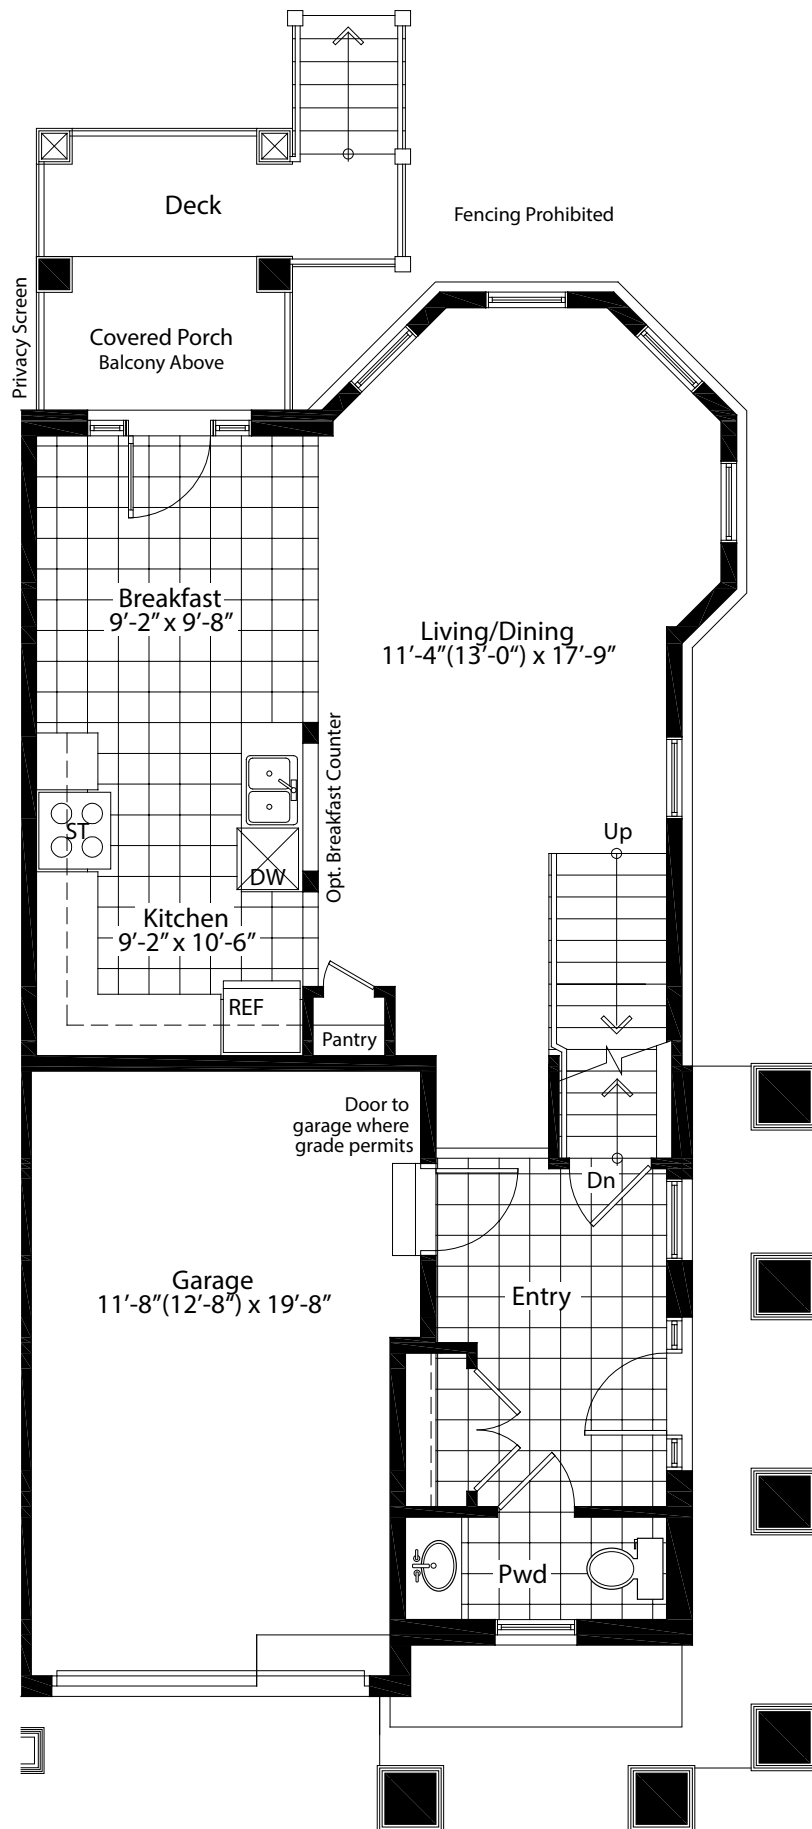 Deck
Fencing Prohibited
Privacy Screen
Covered Porch
Balcony Above
Breakfast
9'-2" x 9'-8"
Living/Dining
11'-4"(13'-0") x 17'-9"
Opt. Breakfast Counter
ST
Up
DW
Kitchen
9'-2" x 10'-6"
REF
Pantry
Door to
garage where
grade permits
Dn
Garage
11'-8"(12'-8") x 19'-8"
Entry
Pwd